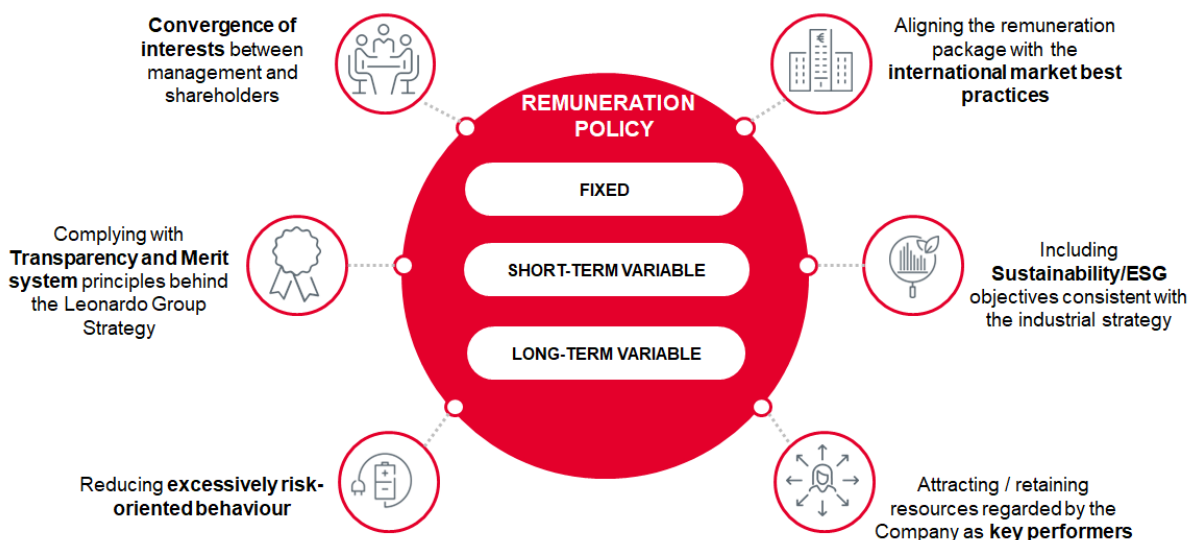 Convergence of
interests between
management and
shareholders
Aligning the remuneration
package with the
international market best
practices
REMUNERATION
POLICY
FIXED
SHORT-TERM VARIABLE
LONG-TERM VARIABLE
Complying with
Transparency and Merit
system principles behind
the Leonardo Group
Strategy
Including
Sustainability/ESG
objectives consistent with
the industrial strategy
Reducing excessively risk-
oriented behaviour
Attracting / retaining
resources regarded by the
Company as key performers
€